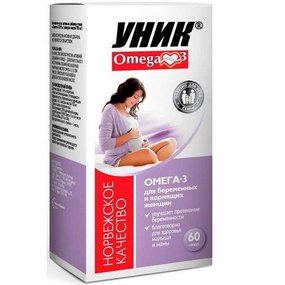 УНИК®
Omega 3
НОРВЕЖСКОЕ
КАЧЕСТВО
ОМЕГА-3
для беременных
и кормящих
женщин
улучшает протекание
беременности
благотворно
для здоровья
малыша
и мамы
60
капсул